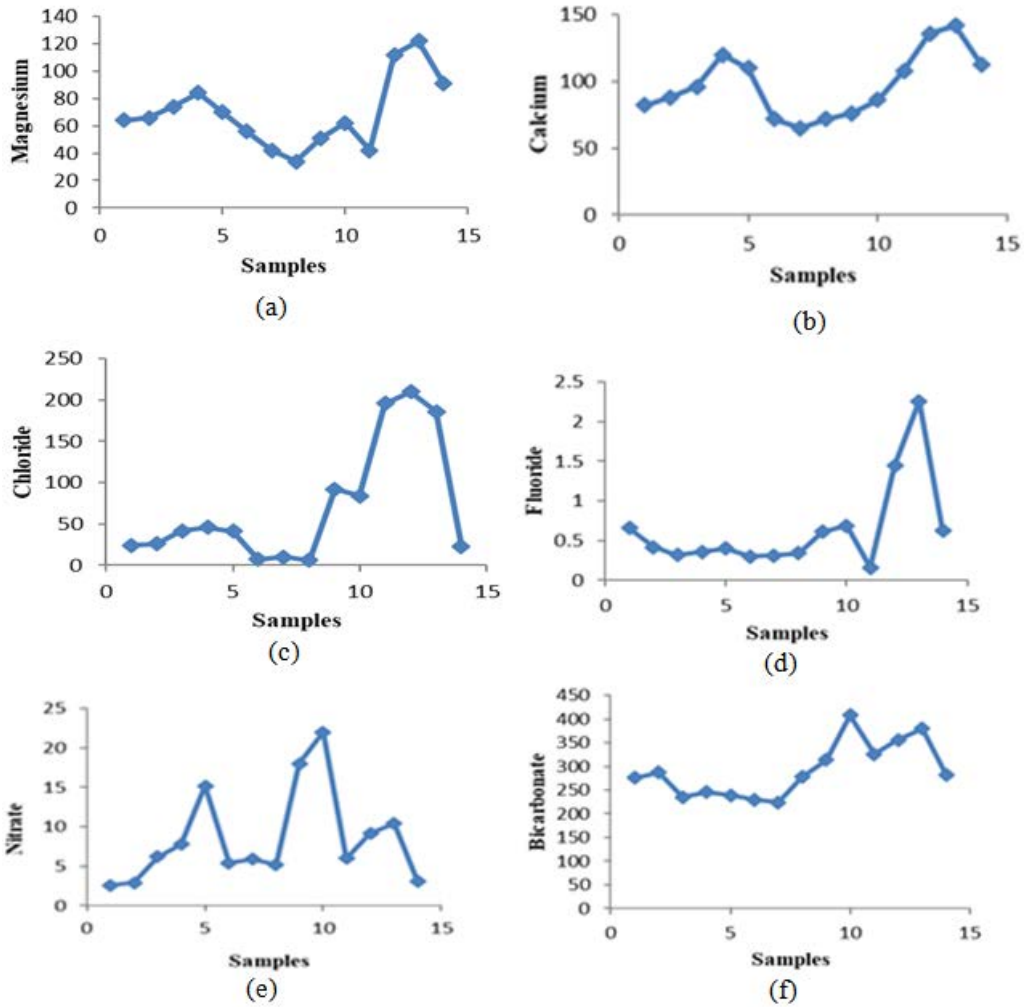 Magnesium
140
120
100
80
60
40
20
0
0 5 10 15
Samples
(a)
Calcium
150
100
50
0
0 5 10 15
Samples
(b)
Chloride
250
200
150
100
50
0
0 5 10 15
Samples
(c)
Fluoride
2.5
2
1.5
1
0.5
0
0 5 10 15
Samples
(d)
Nitrate
25
20
15
10
5
0
0 5 10 15
Samples
(e)
Bicarbonate
450
400
350
300
250
200
150
100
50
0
0 5 10 15
Samples
(f)